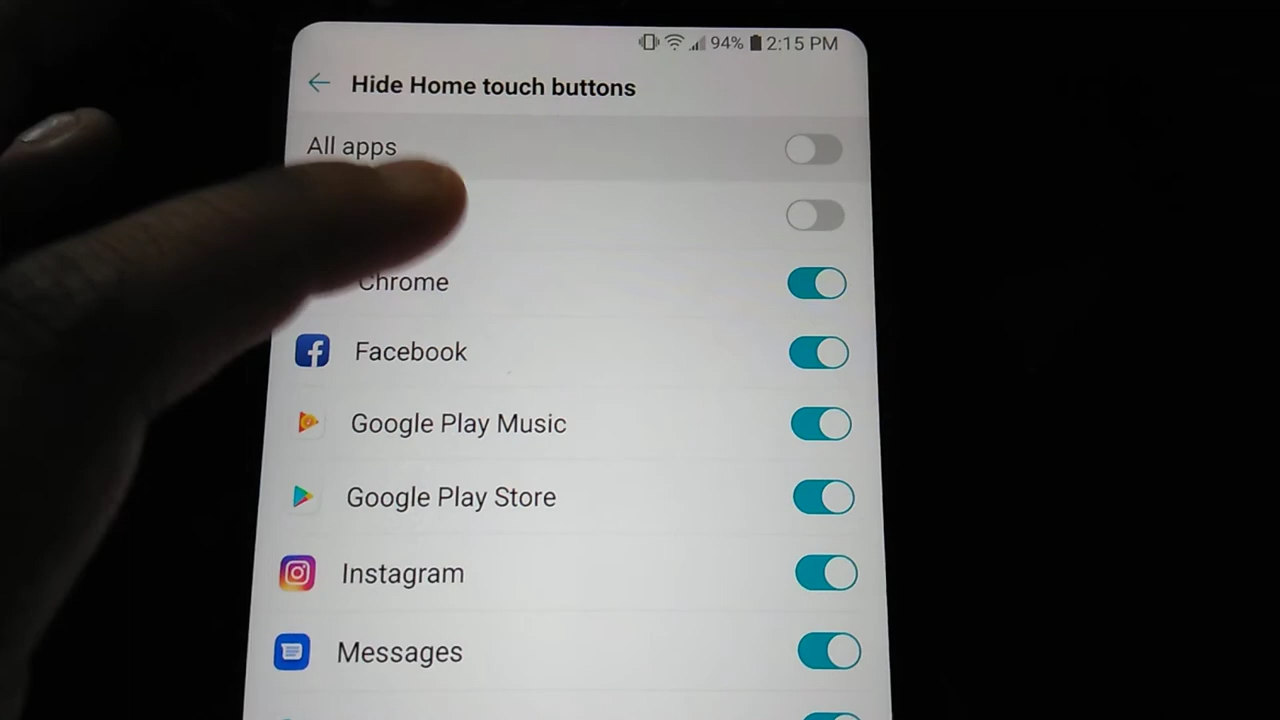 94% 2:15 PM
Hide Home touch buttons
All apps
Chrome
Facebook
Google Play Music
Google Play Store
Instagram
Messages